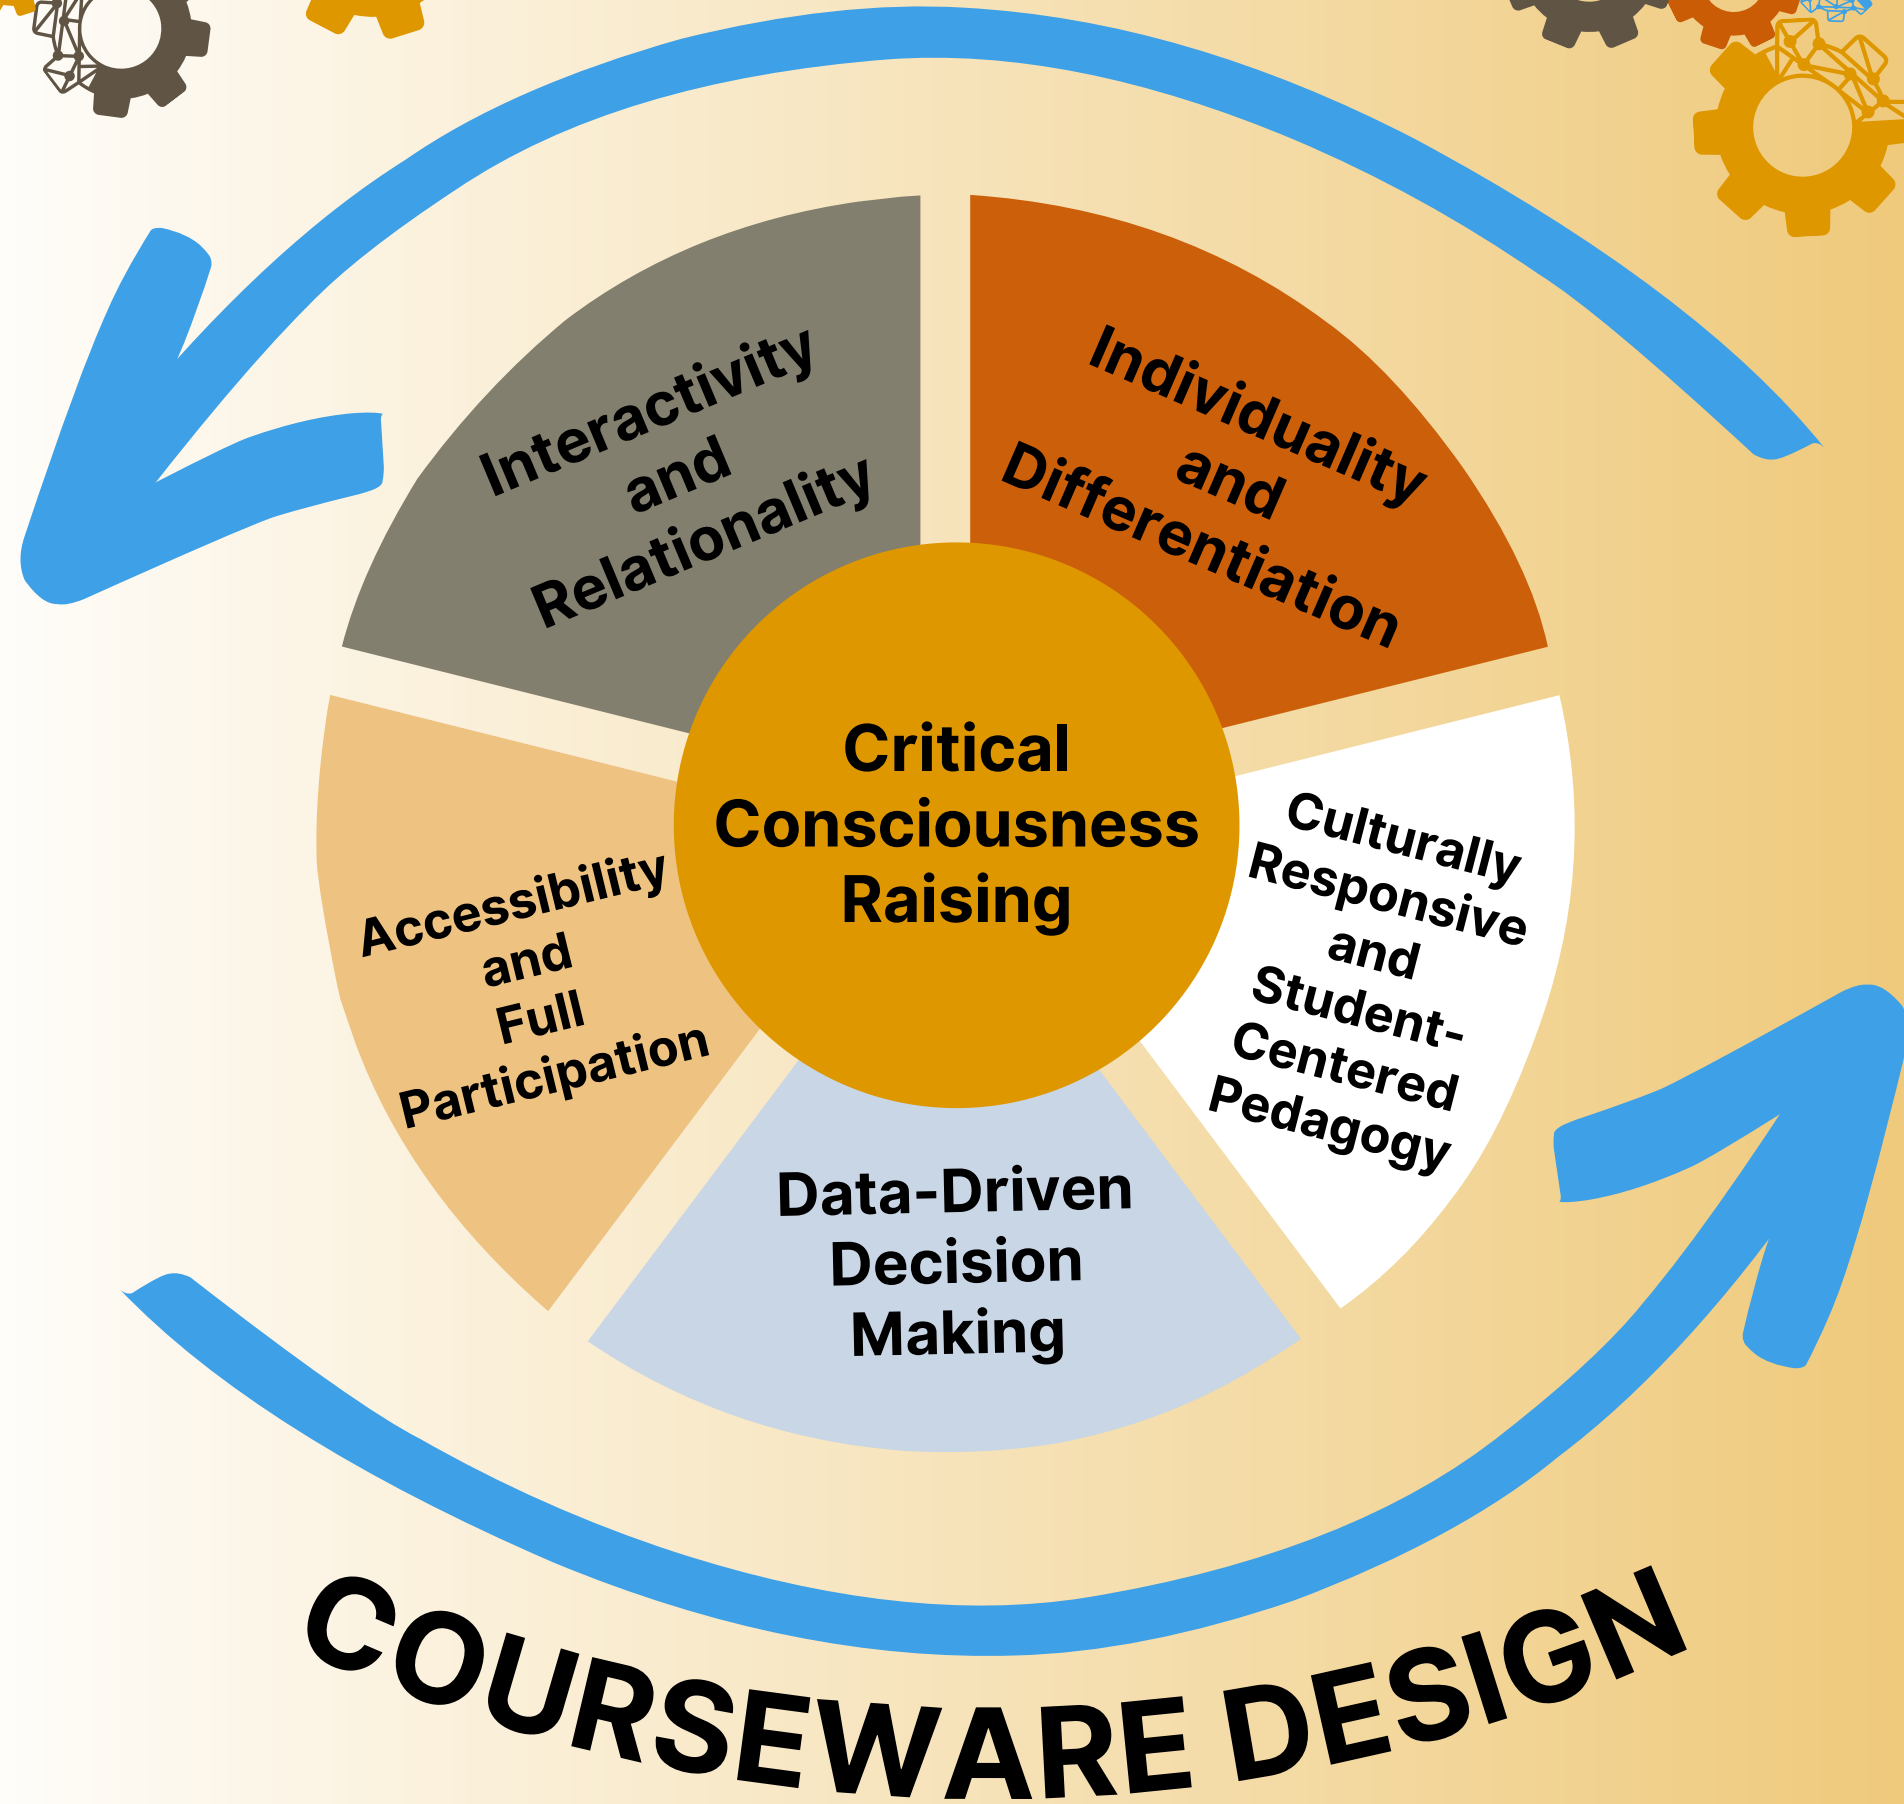 Interactivity
and
Relationality
Individuality
and
Differentiation
Critical
Consciousness
Raising
Culturally
Responsive
and
Student-
Centered
Pedagogy
Accessibility
and
Full
Participation
Data-Driven
Decision
Making
COURSEWARE DESIGN